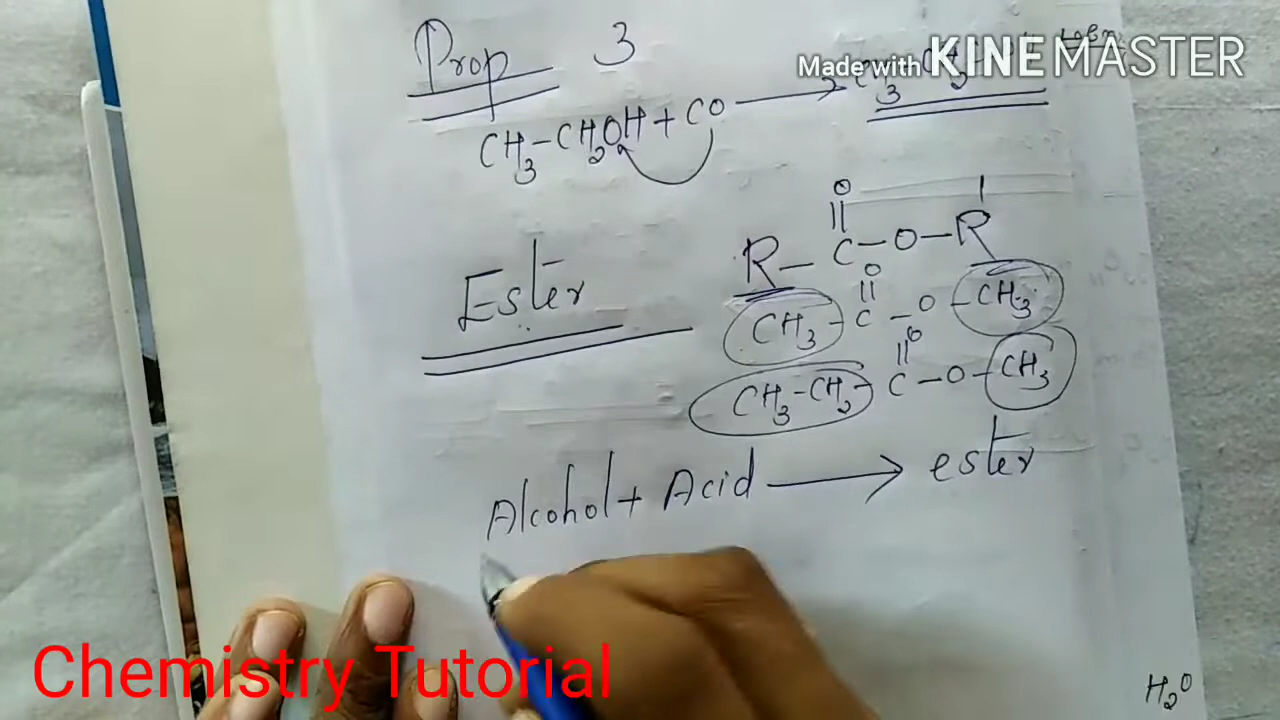 Prop 3
Made with KINEMASTER
CH3-CH2OH + CO →
Ester
R-C-O-R'
O
||
CH3-C-O-CH3
O
||
CH3-CH2-C-O-CH3
O
||
Alcohol + Acid → ester
Chemistry Tutorial
H2O